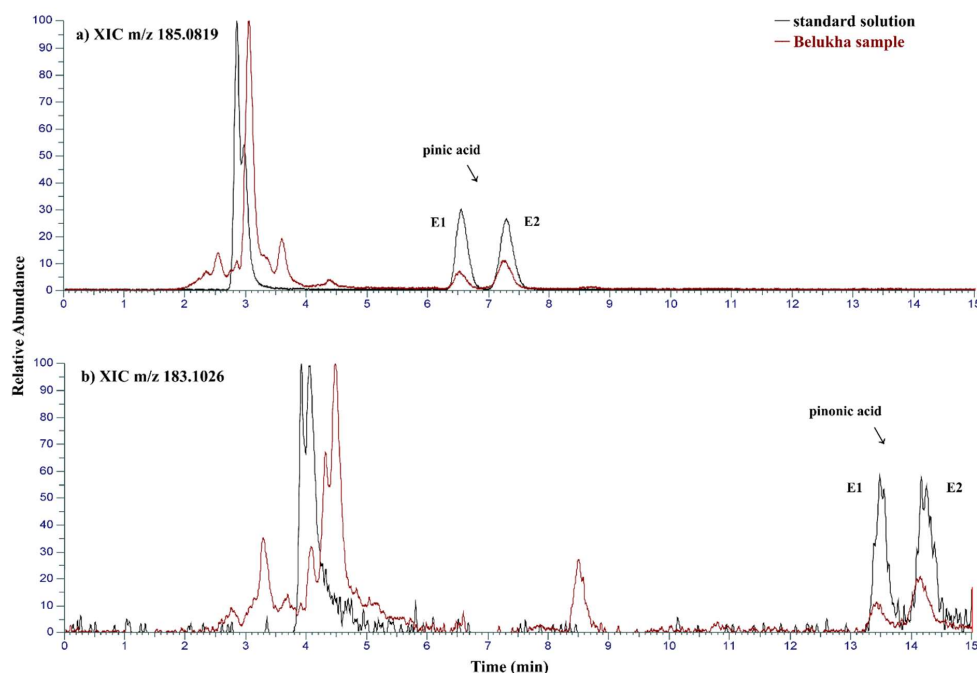 a) XIC m/z 185.0819
standard solution
Belukha sample
100
90
80
70
60
50
40
30
20
10
0
pinic acid
E1
E2
0 1 2 3 4 5 6 7 8 9 10 11 12 13 14 15
Relative Abundance
b) XIC m/z 183.1026
100
90
80
70
60
50
40
30
20
10
0
pinonic acid
E1
E2
0 1 2 3 4 5 6 7 8 9 10 11 12 13 14 15
Time (min)